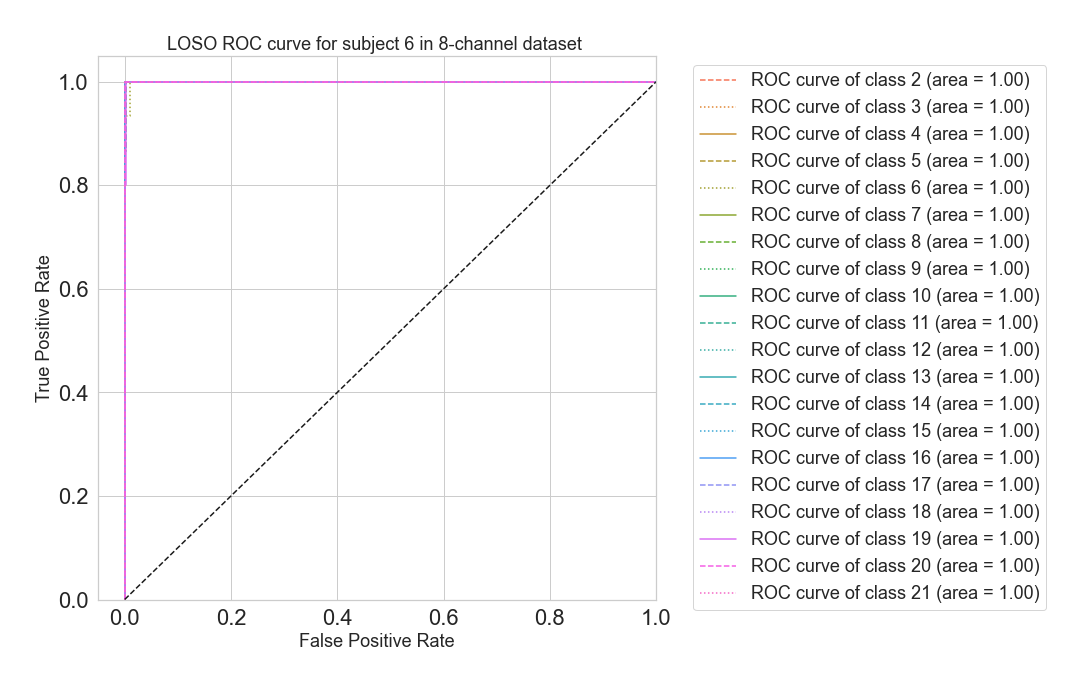 LOSO ROC curve for subject 6 in 8-channel dataset
1.0
0.8
0.6
0.4
0.2
0.0
True Positive Rate
0.0 0.2 0.4 0.6 0.8 1.0
False Positive Rate
ROC curve of class 2 (area = 1.00)
ROC curve of class 3 (area = 1.00)
ROC curve of class 4 (area = 1.00)
ROC curve of class 5 (area = 1.00)
ROC curve of class 6 (area = 1.00)
ROC curve of class 7 (area = 1.00)
ROC curve of class 8 (area = 1.00)
ROC curve of class 9 (area = 1.00)
ROC curve of class 10 (area = 1.00)
ROC curve of class 11 (area = 1.00)
ROC curve of class 12 (area = 1.00)
ROC curve of class 13 (area = 1.00)
ROC curve of class 14 (area = 1.00)
ROC curve of class 15 (area = 1.00)
ROC curve of class 16 (area = 1.00)
ROC curve of class 17 (area = 1.00)
ROC curve of class 18 (area = 1.00)
ROC curve of class 19 (area = 1.00)
ROC curve of class 20 (area = 1.00)
ROC curve of class 21 (area = 1.00)